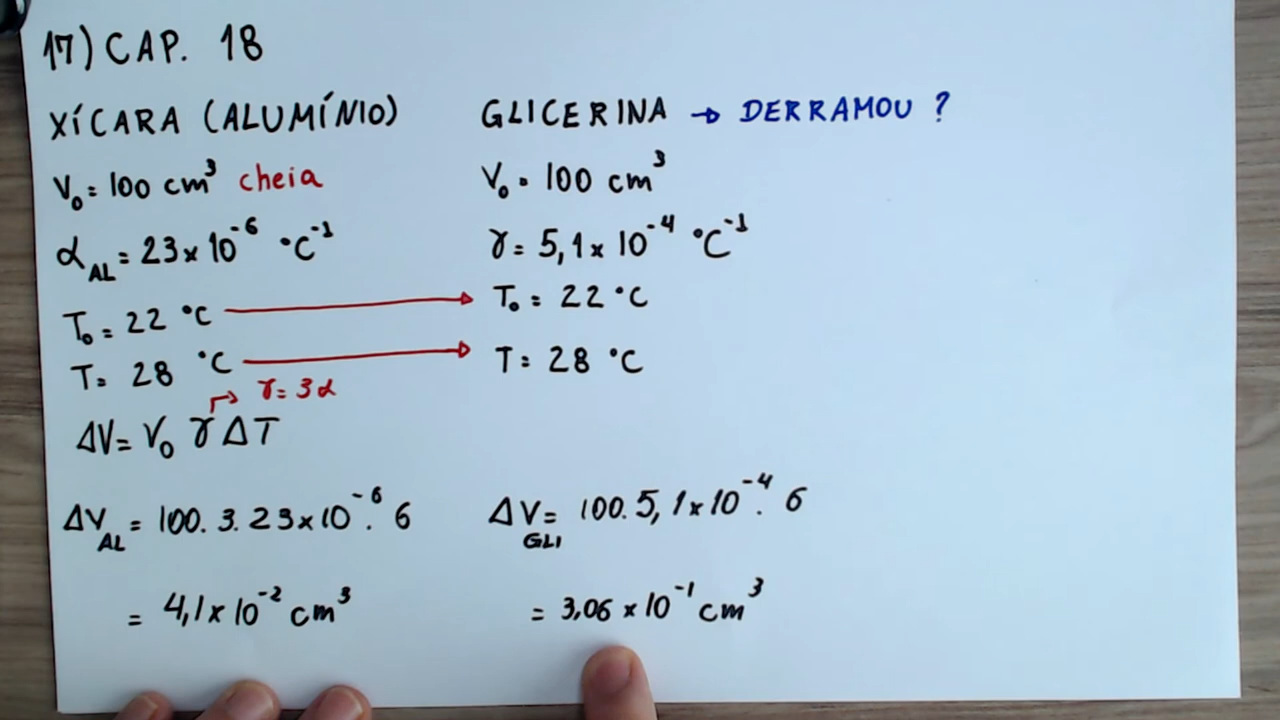 17) CAP. 18
XÍCARA (ALUMÍNIO) GLICERINA → DERRAMOU ?
V₀ = 100 cm³ cheia V₀ = 100 cm³
α_AL = 23 x 10⁻⁶ °C⁻¹ γ = 5,1 x 10⁻⁴ °C⁻¹
T₀ = 22 °C → T₀ = 22 °C
T = 28 °C → T = 28 °C
↱ γ = 3α
ΔV = V₀ γ ΔT
ΔV_AL = 100 . 3 . 23 x 10⁻⁶ . 6 ΔV_GLI = 100 . 5,1 x 10⁻⁴ . 6
= 4,1 x 10⁻² cm³ = 3,06 x 10⁻¹ cm³